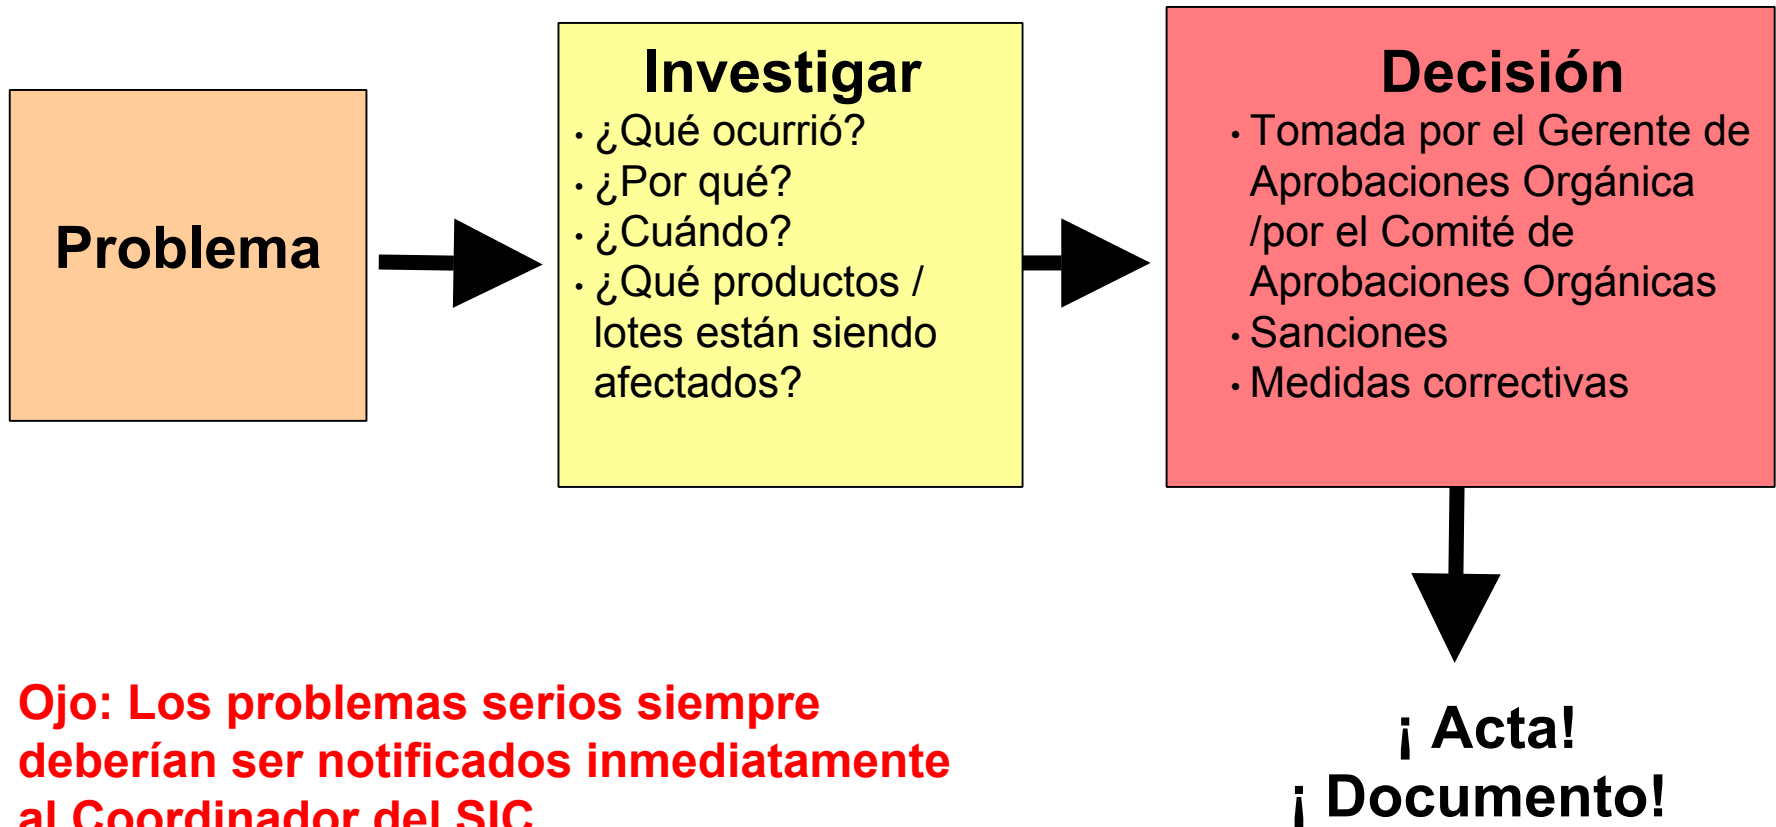 Problema
Investigar
· ¿Qué ocurrió?
· ¿Por qué?
· ¿Cuándo?
· ¿Qué productos /
lotes están siendo
afectados?
Decisión
· Tomada por el Gerente de
Aprobaciones Orgánica
/por el Comité de
Aprobaciones Orgánicas
· Sanciones
· Medidas correctivas
Ojo: Los problemas serios siempre
deberían ser notificados inmediatamente
al Coordinador del SIC
¡ Acta!
¡ Documento!